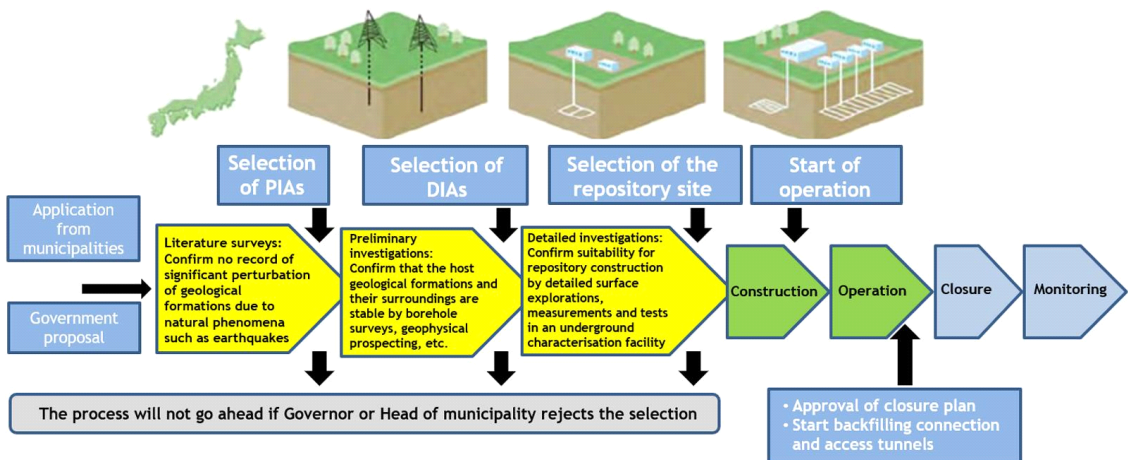 Selection
of PIAs
Selection of
DIAs
Selection of the
repository site
Start of
operation
Application
from
municipalities
Government
proposal
Literature surveys:
Confirm no record of
significant perturbation
of geological
formations due to
natural phenomena
such as earthquakes
Preliminary
investigations:
Confirm that the host
geological formations and
their surroundings are
stable by borehole
surveys, geophysical
prospecting, etc.
Detailed investigations:
Confirm suitability for
repository construction
by detailed surface
explorations,
measurements and tests
in an underground
characterisation facility
Construction
Operation
Closure
Monitoring
The process will not go ahead if Governor or Head of municipality rejects the selection
• Approval of closure plan
• Start backfilling connection
and access tunnels